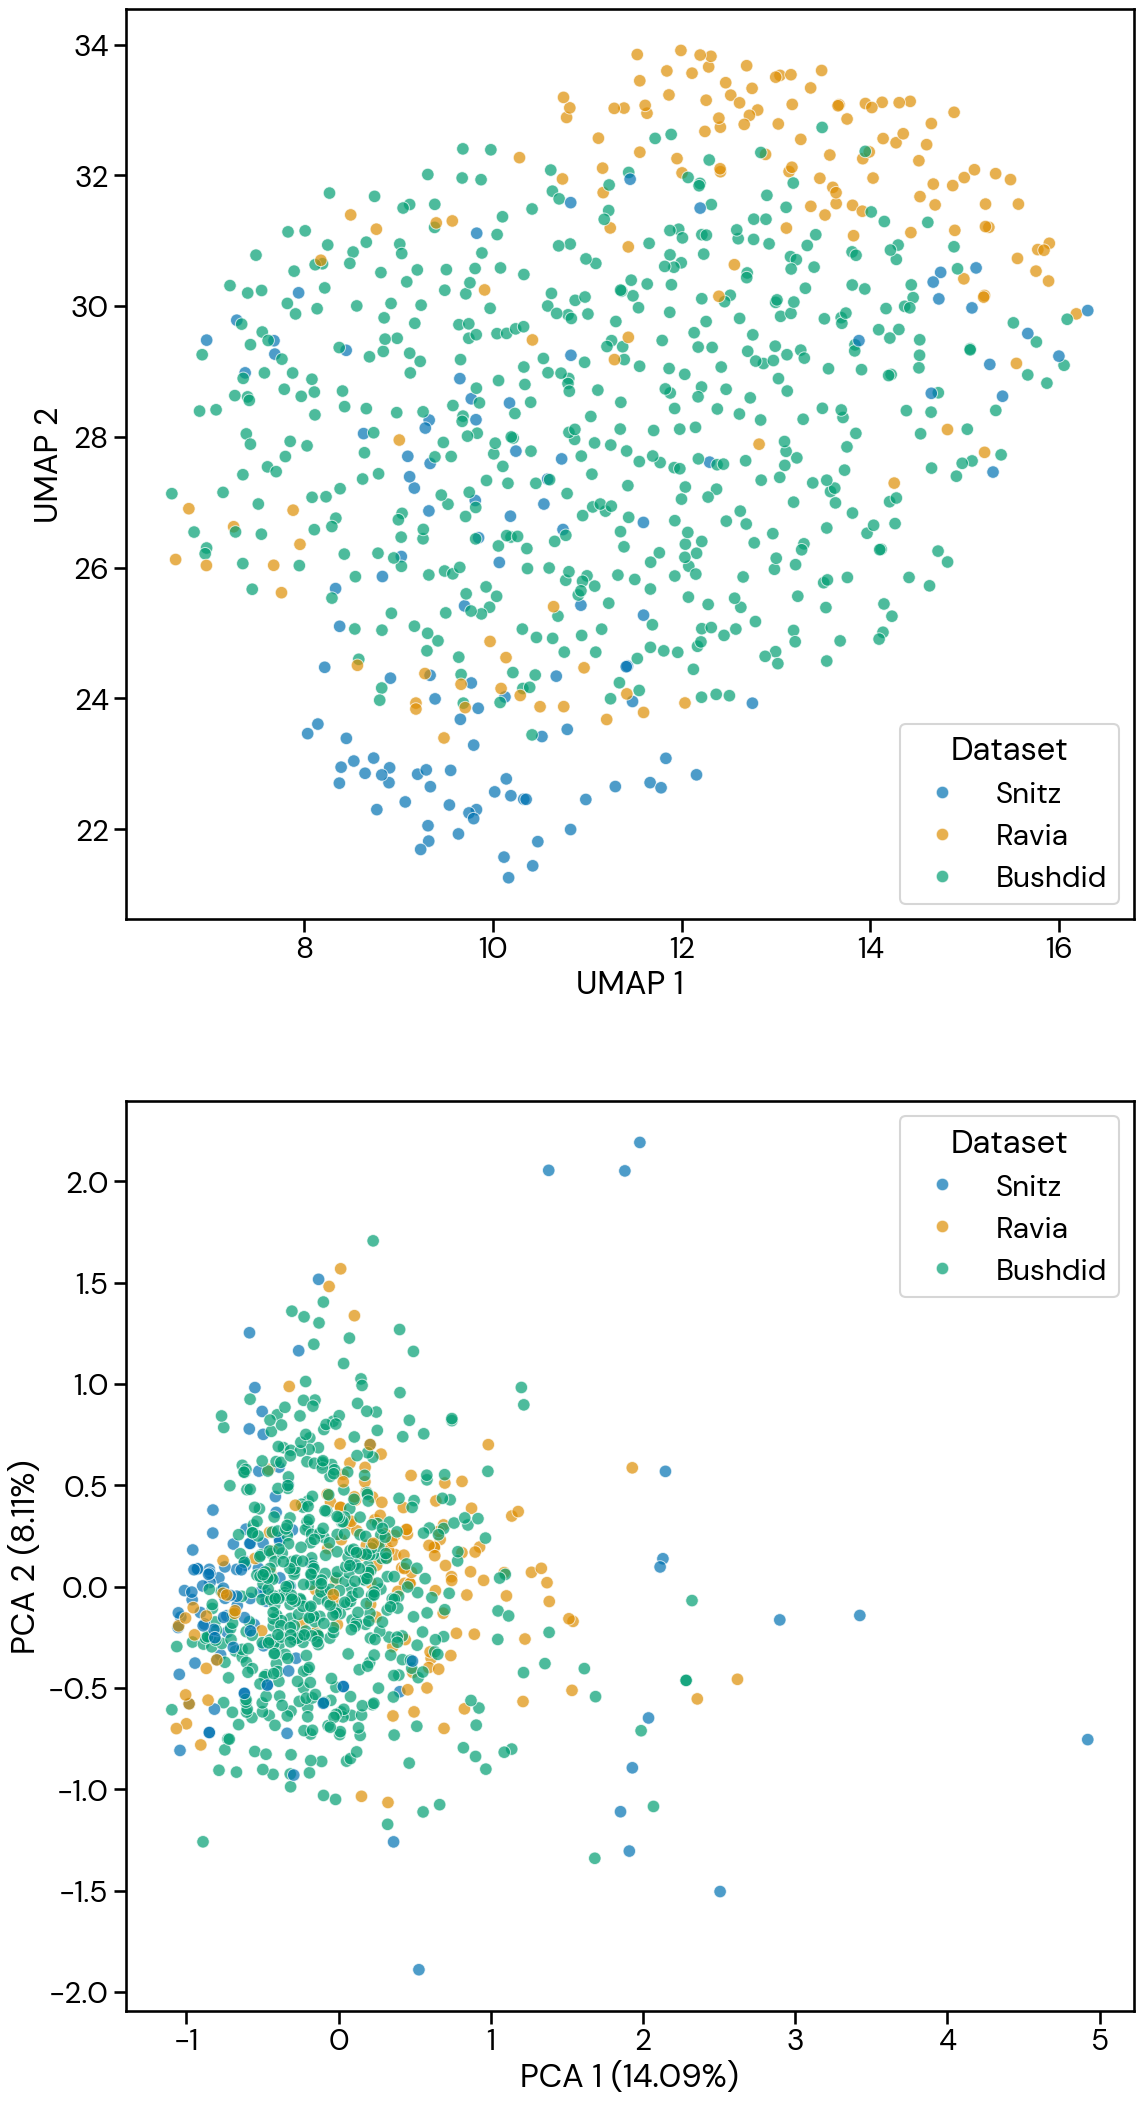 34
32
30
28
26
24
22
UMAP 2
8 10 12 14 16
UMAP 1
Dataset
Snitz
Ravia
Bushdid
2.0
1.5
1.0
0.5
0.0
−0.5
−1.0
−1.5
−2.0
PCA 2 (8.11%)
−1 0 1 2 3 4 5
PCA 1 (14.09%)
Dataset
Snitz
Ravia
Bushdid